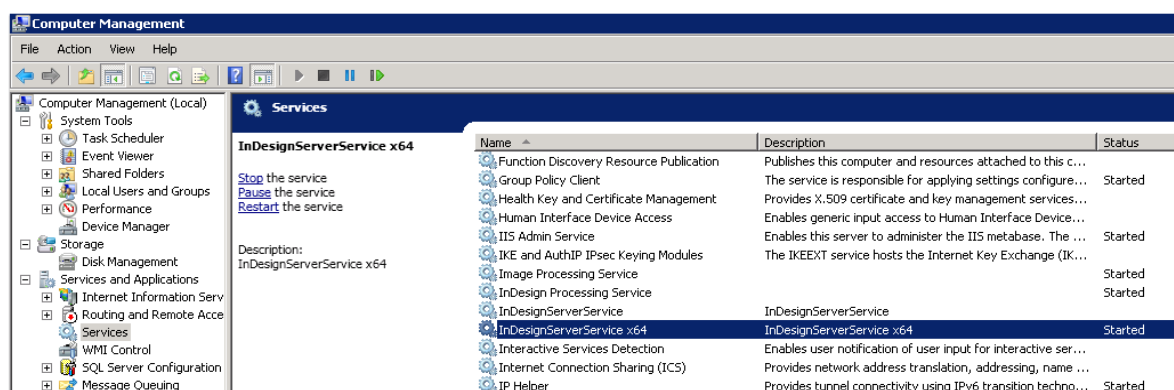 Computer Management
File Action View Help
Computer Management (Local)
System Tools
Task Scheduler
Event Viewer
Shared Folders
Local Users and Groups
Performance
Device Manager
Storage
Disk Management
Services and Applications
Internet Information Serv
Routing and Remote Acce
Services
WMI Control
SQL Server Configuration
Message Queuing
Services
InDesignServerService x64
Stop the service
Pause the service
Restart the service
Description:
InDesignServerService x64
Name Description Status
Function Discovery Resource Publication Publishes this computer and resources attached to this c...
Group Policy Client The service is responsible for applying settings configure... Started
Health Key and Certificate Management Provides X.509 certificate and key management services...
Human Interface Device Access Enables generic input access to Human Interface Device...
IIS Admin Service Enables this server to administer the IIS metabase. The ... Started
IKE and AuthIP IPsec Keying Modules The IKEEXT service hosts the Internet Key Exchange (IK...
Image Processing Service Started
InDesign Processing Service Started
InDesignServerService InDesignServerService
InDesignServerService x64 InDesignServerService x64 Started
Interactive Services Detection Enables user notification of user input for interactive ser...
Internet Connection Sharing (ICS) Provides network address translation, addressing, name ...
IP Helper Provides tunnel connectivity using IPv6 transition techno... Started